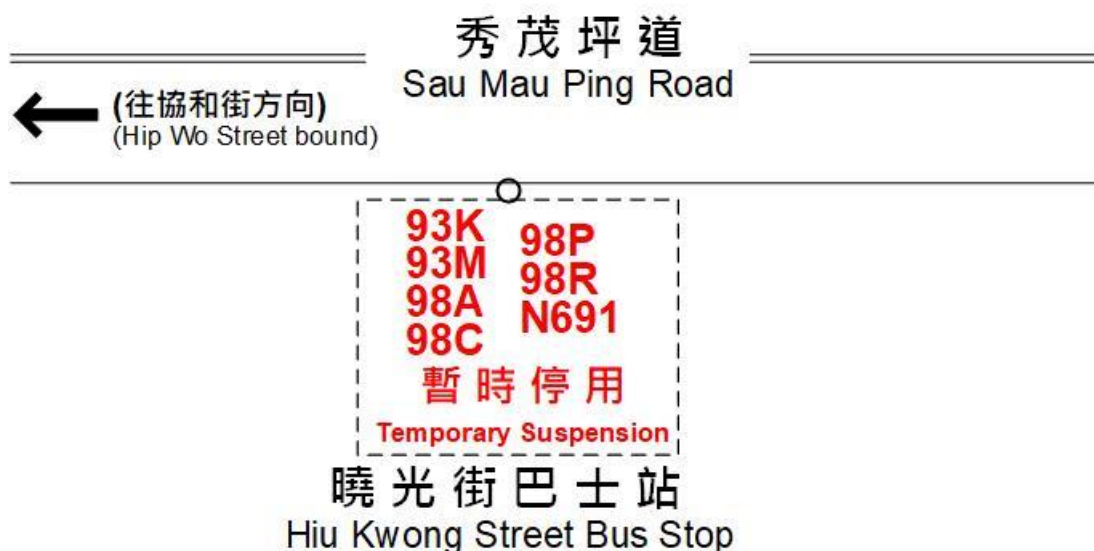 秀茂坪道
Sau Mau Ping Road
(往協和街方向)
(Hip Wo Street bound)
93K
93M
98A
98C
98P
98R
N691
暫時停用
Temporary Suspension
曉光街巴士站
Hiu Kwong Street Bus Stop